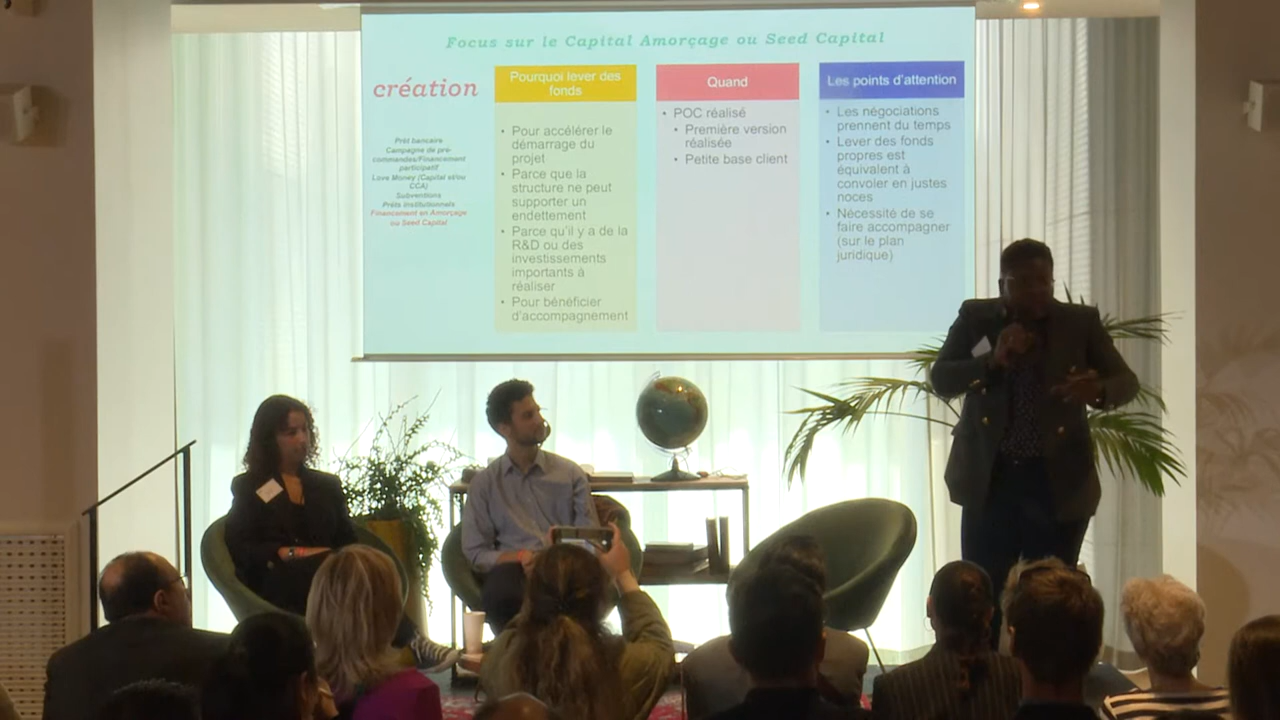 Focus sur le Capital Amorçage ou Seed Capital
création
Prêt bancaire
Campagne de pré-
commandes/Financement
participatif
Love Money (Capital et/ou
CCA)
Subventions
Prêts institutionnels
Financement en Amorçage
ou Seed Capital
Pourquoi lever des
fonds
• Pour accélérer le
démarrage du
projet
• Parce que la
structure ne peut
supporter un
endettement
• Parce qu'il y a de la
R&D ou des
investissements
importants à
réaliser
• Pour bénéficier
d'accompagnement
Quand
• POC réalisé
• Première version
réalisée
• Petite base client
Les points d'attention
• Les négociations
prennent du temps
• Lever des fonds
propres est
équivalent à
convoler en justes
noces
• Nécessité de se
faire accompagner
(sur le plan
juridique)